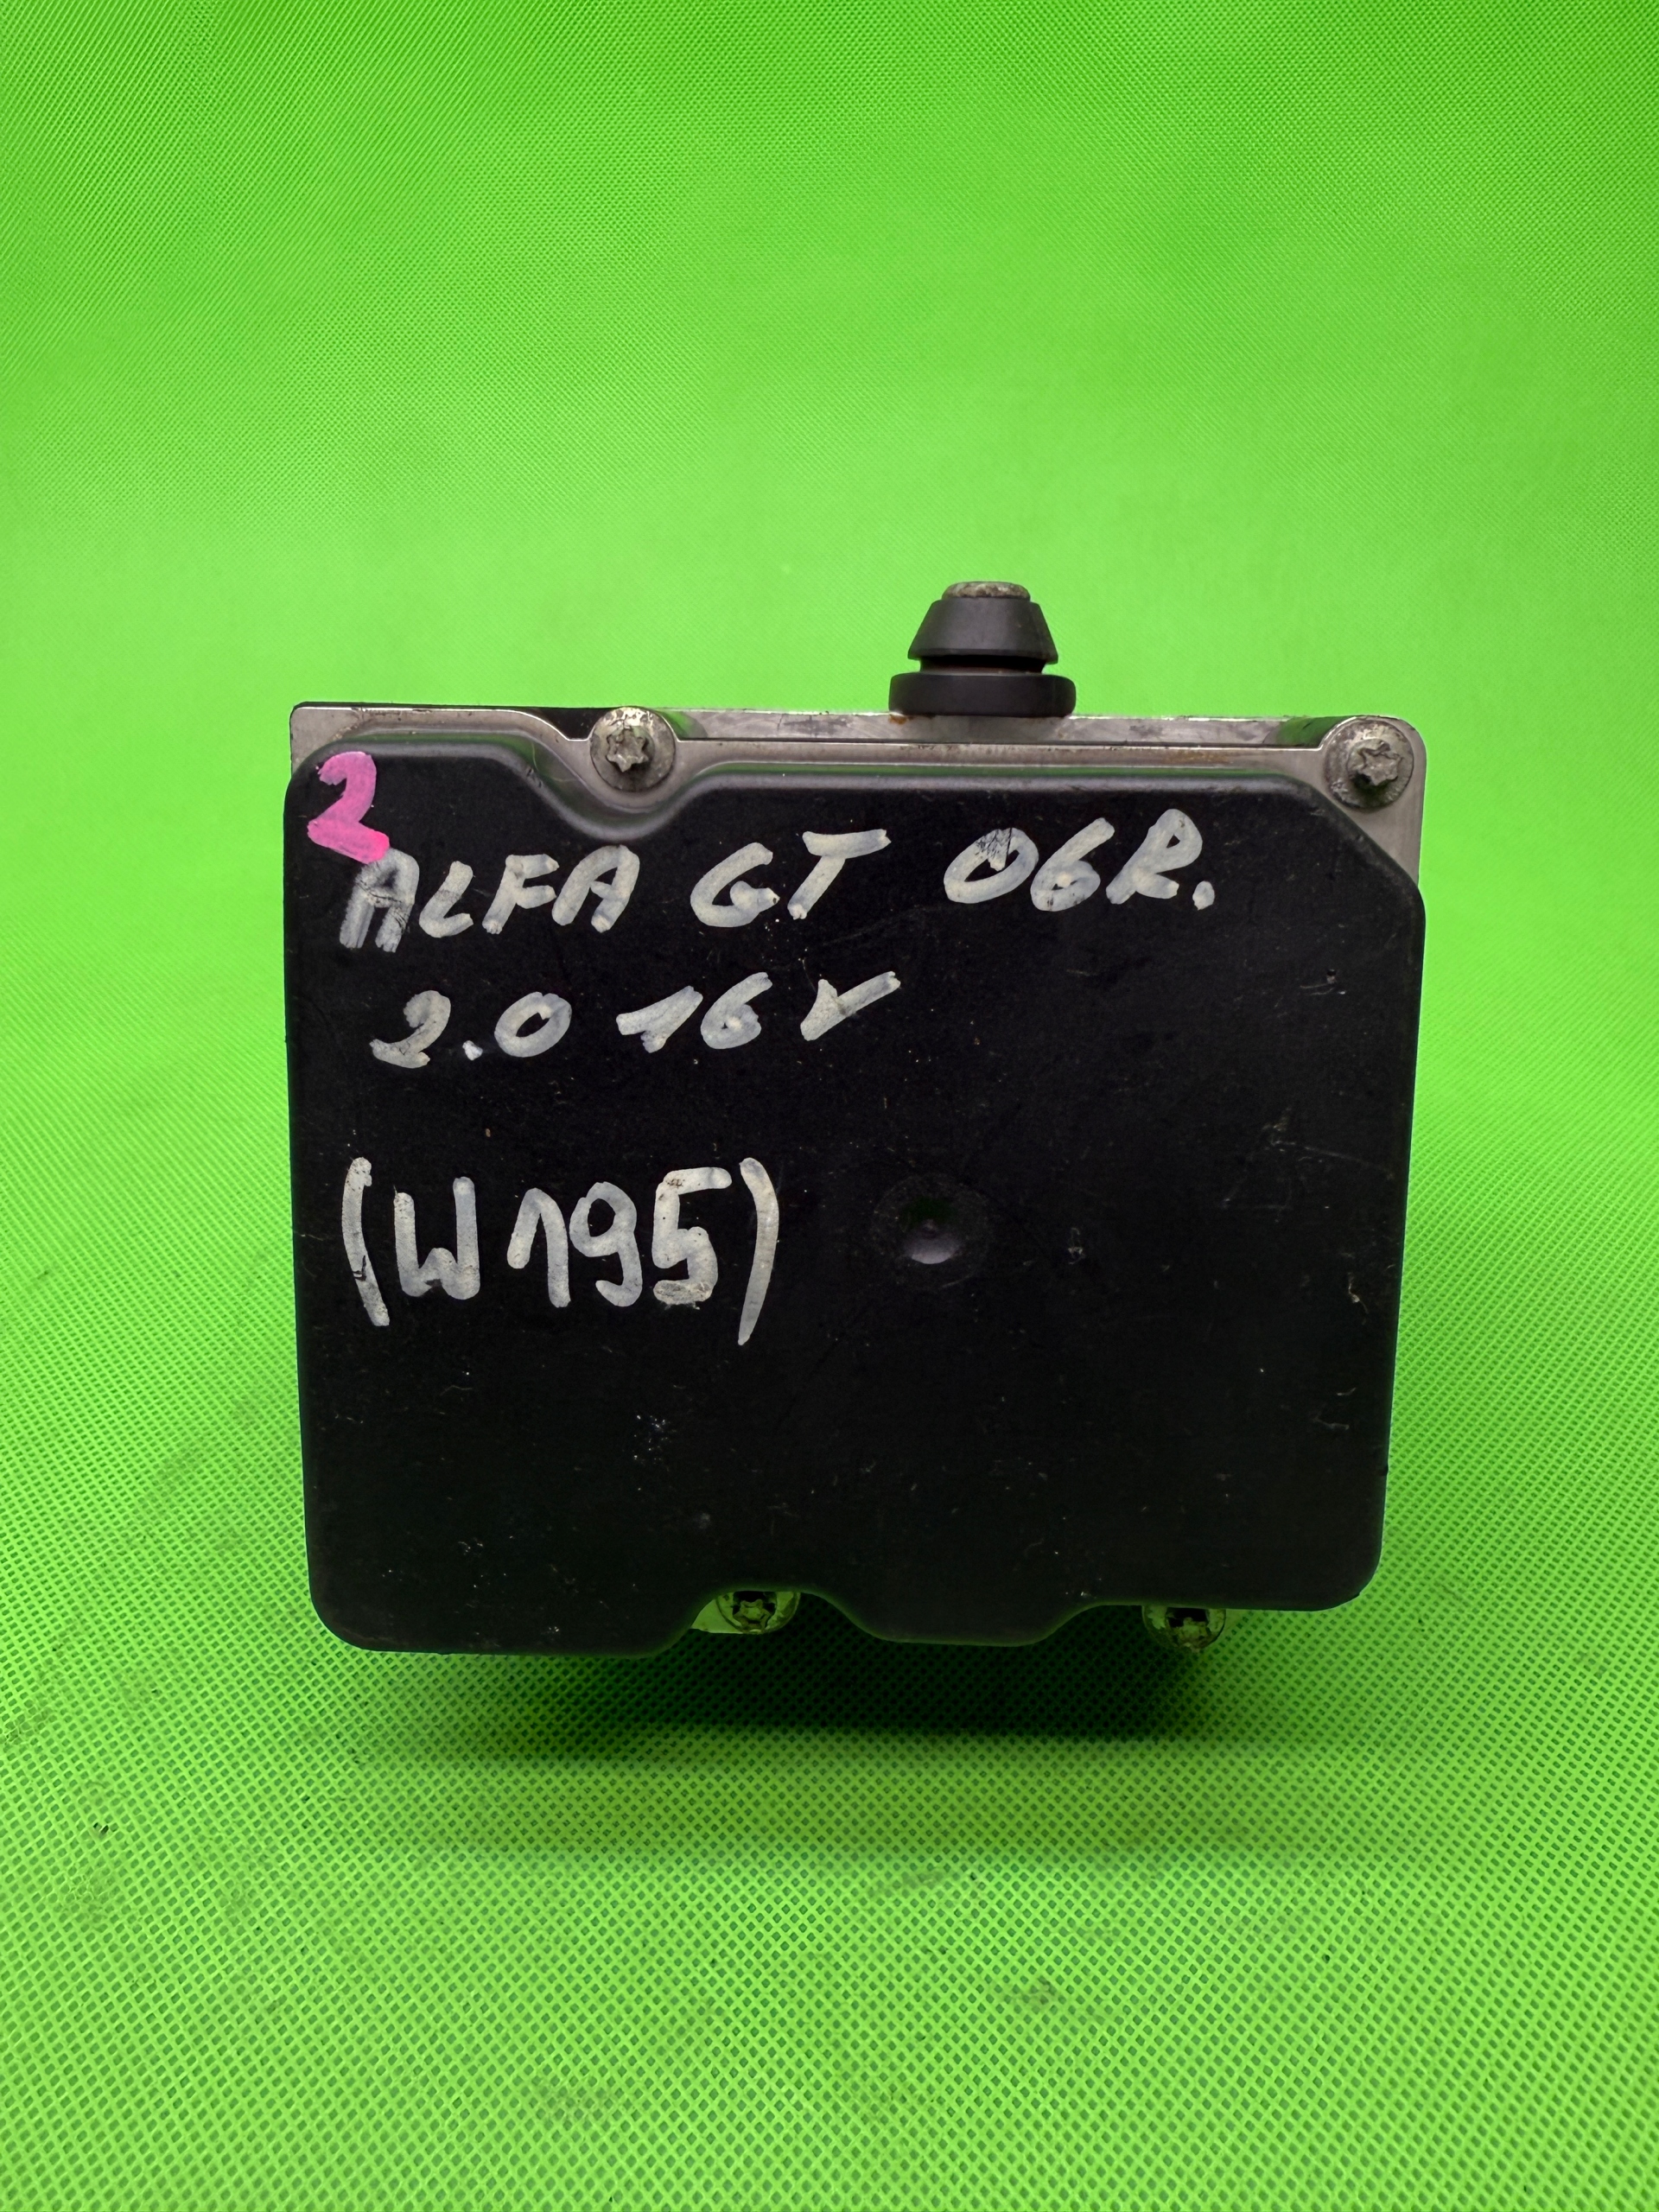 2
ALFA GT 06R.
2.0 16V
(W195)